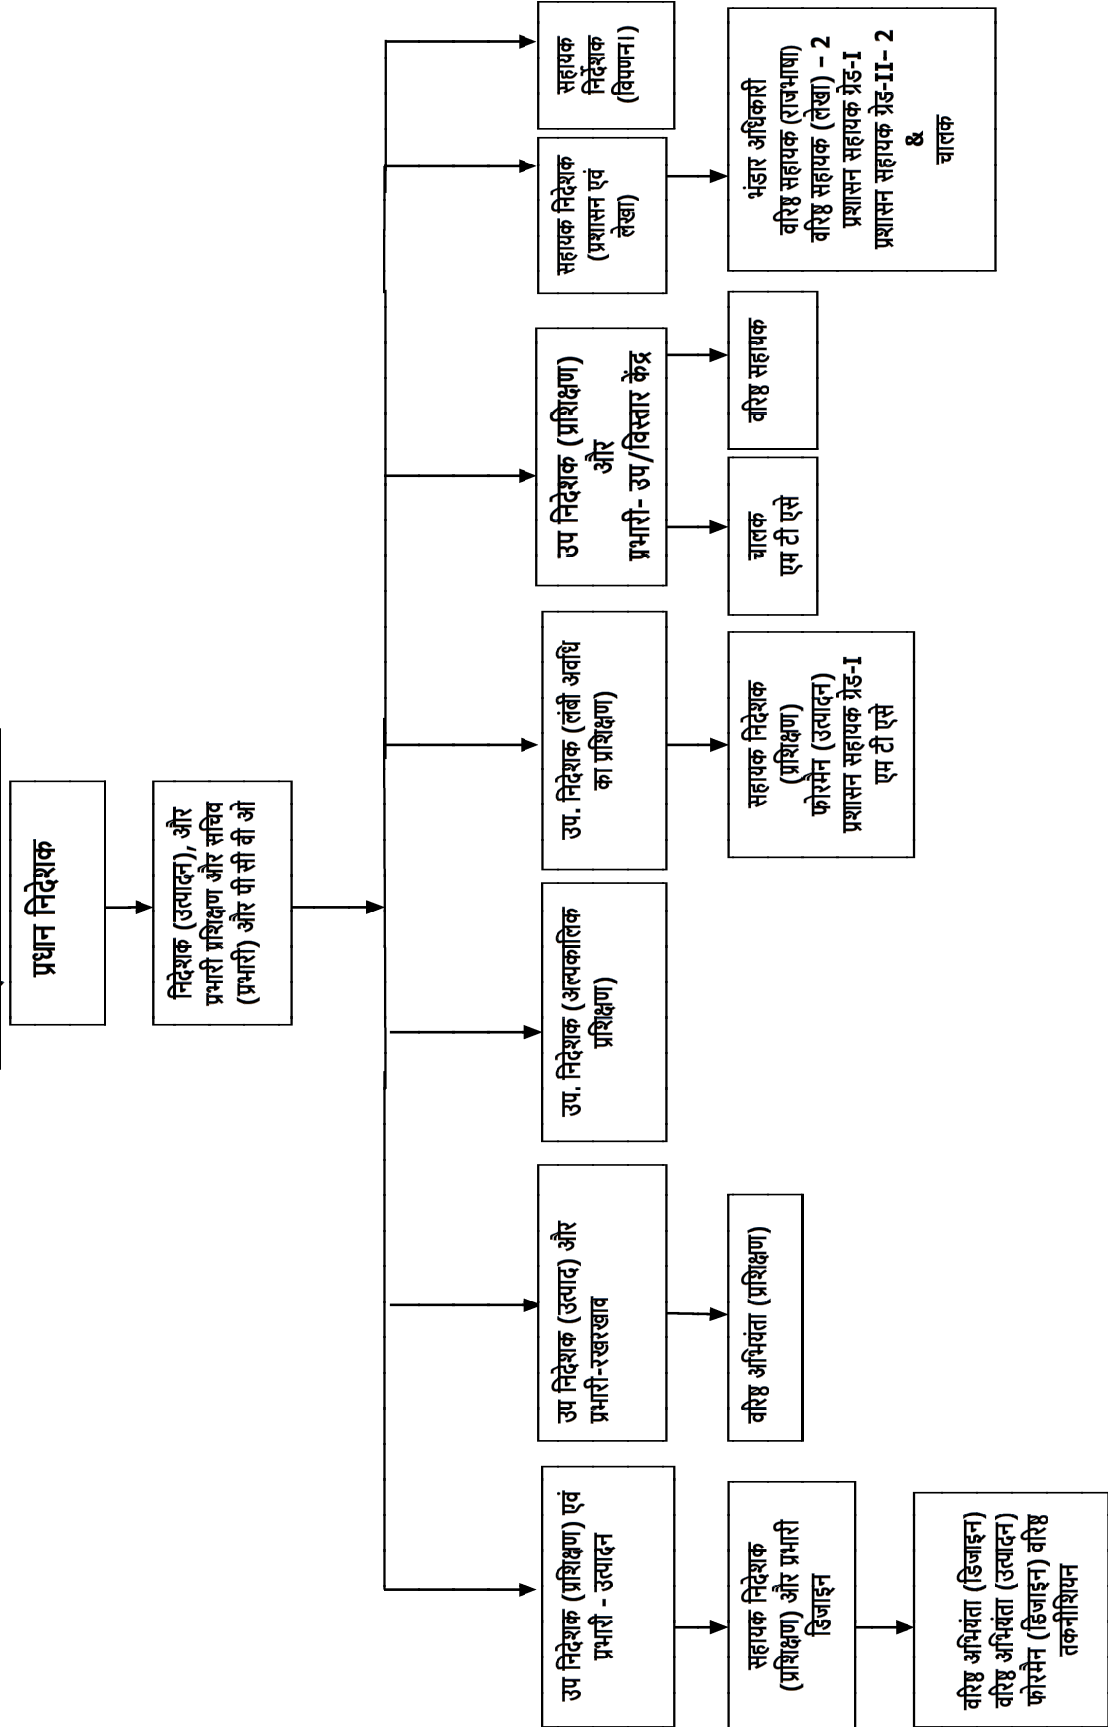 प्रधान निदेशक
निदेशक (उत्पादन), और
प्रभारी प्रशिक्षण और सचिव
(प्रभारी) और पी सी वी ओ
उप निदेशक (प्रशिक्षण) एवं
प्रभारी - उत्पादन
उप निदेशक (उत्पाद) और
प्रभारी-रखरखाव
उप. निदेशक (अल्पकालिक
प्रशिक्षण)
उप. निदेशक (लंबी अवधि
का प्रशिक्षण)
उप निदेशक (प्रशिक्षण)
और
प्रभारी- उप/विस्तार केंद्र
सहायक निदेशक
(प्रशासन एवं
लेखा)
सहायक
निर्देशक
(विपणन।)
सहायक निदेशक
(प्रशिक्षण) और प्रभारी
डिजाइन
वरिष्ठ अभियंता (प्रशिक्षण)
सहायक निदेशक
(प्रशिक्षण)
फोरमैन (उत्पादन)
प्रशासन सहायक ग्रेड-I
एम टी एसे
चालक
एम टी एसे
वरिष्ठ सहायक
भंडार अधिकारी
वरिष्ठ सहायक (राजभाषा)
वरिष्ठ सहायक (लेखा) – 2
प्रशासन सहायक ग्रेड-I
प्रशासन सहायक ग्रेड-II– 2
&
चालक
वरिष्ठ अभियंता (डिजाइन)
वरिष्ठ अभियंता (उत्पादन)
फोरमैन (डिजाइन) वरिष्ठ
तकनीशियन